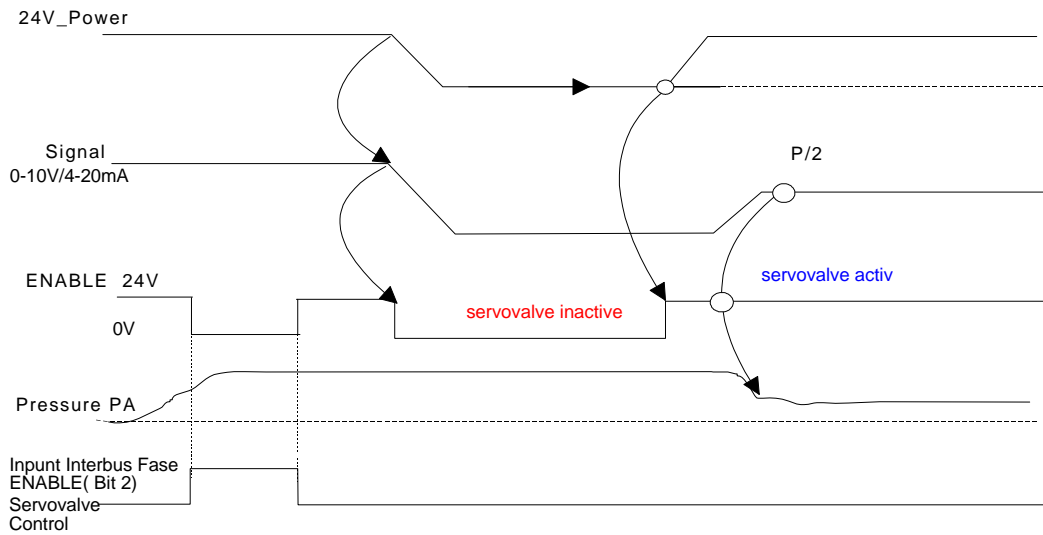 24V_Power
Signal
0-10V/4-20mA
P/2
ENABLE 24V
servovalve activ
servovalve inactive
0V
Pressure PA
Inpunt Interbus Fase
ENABLE( Bit 2)
Servovalve
Control